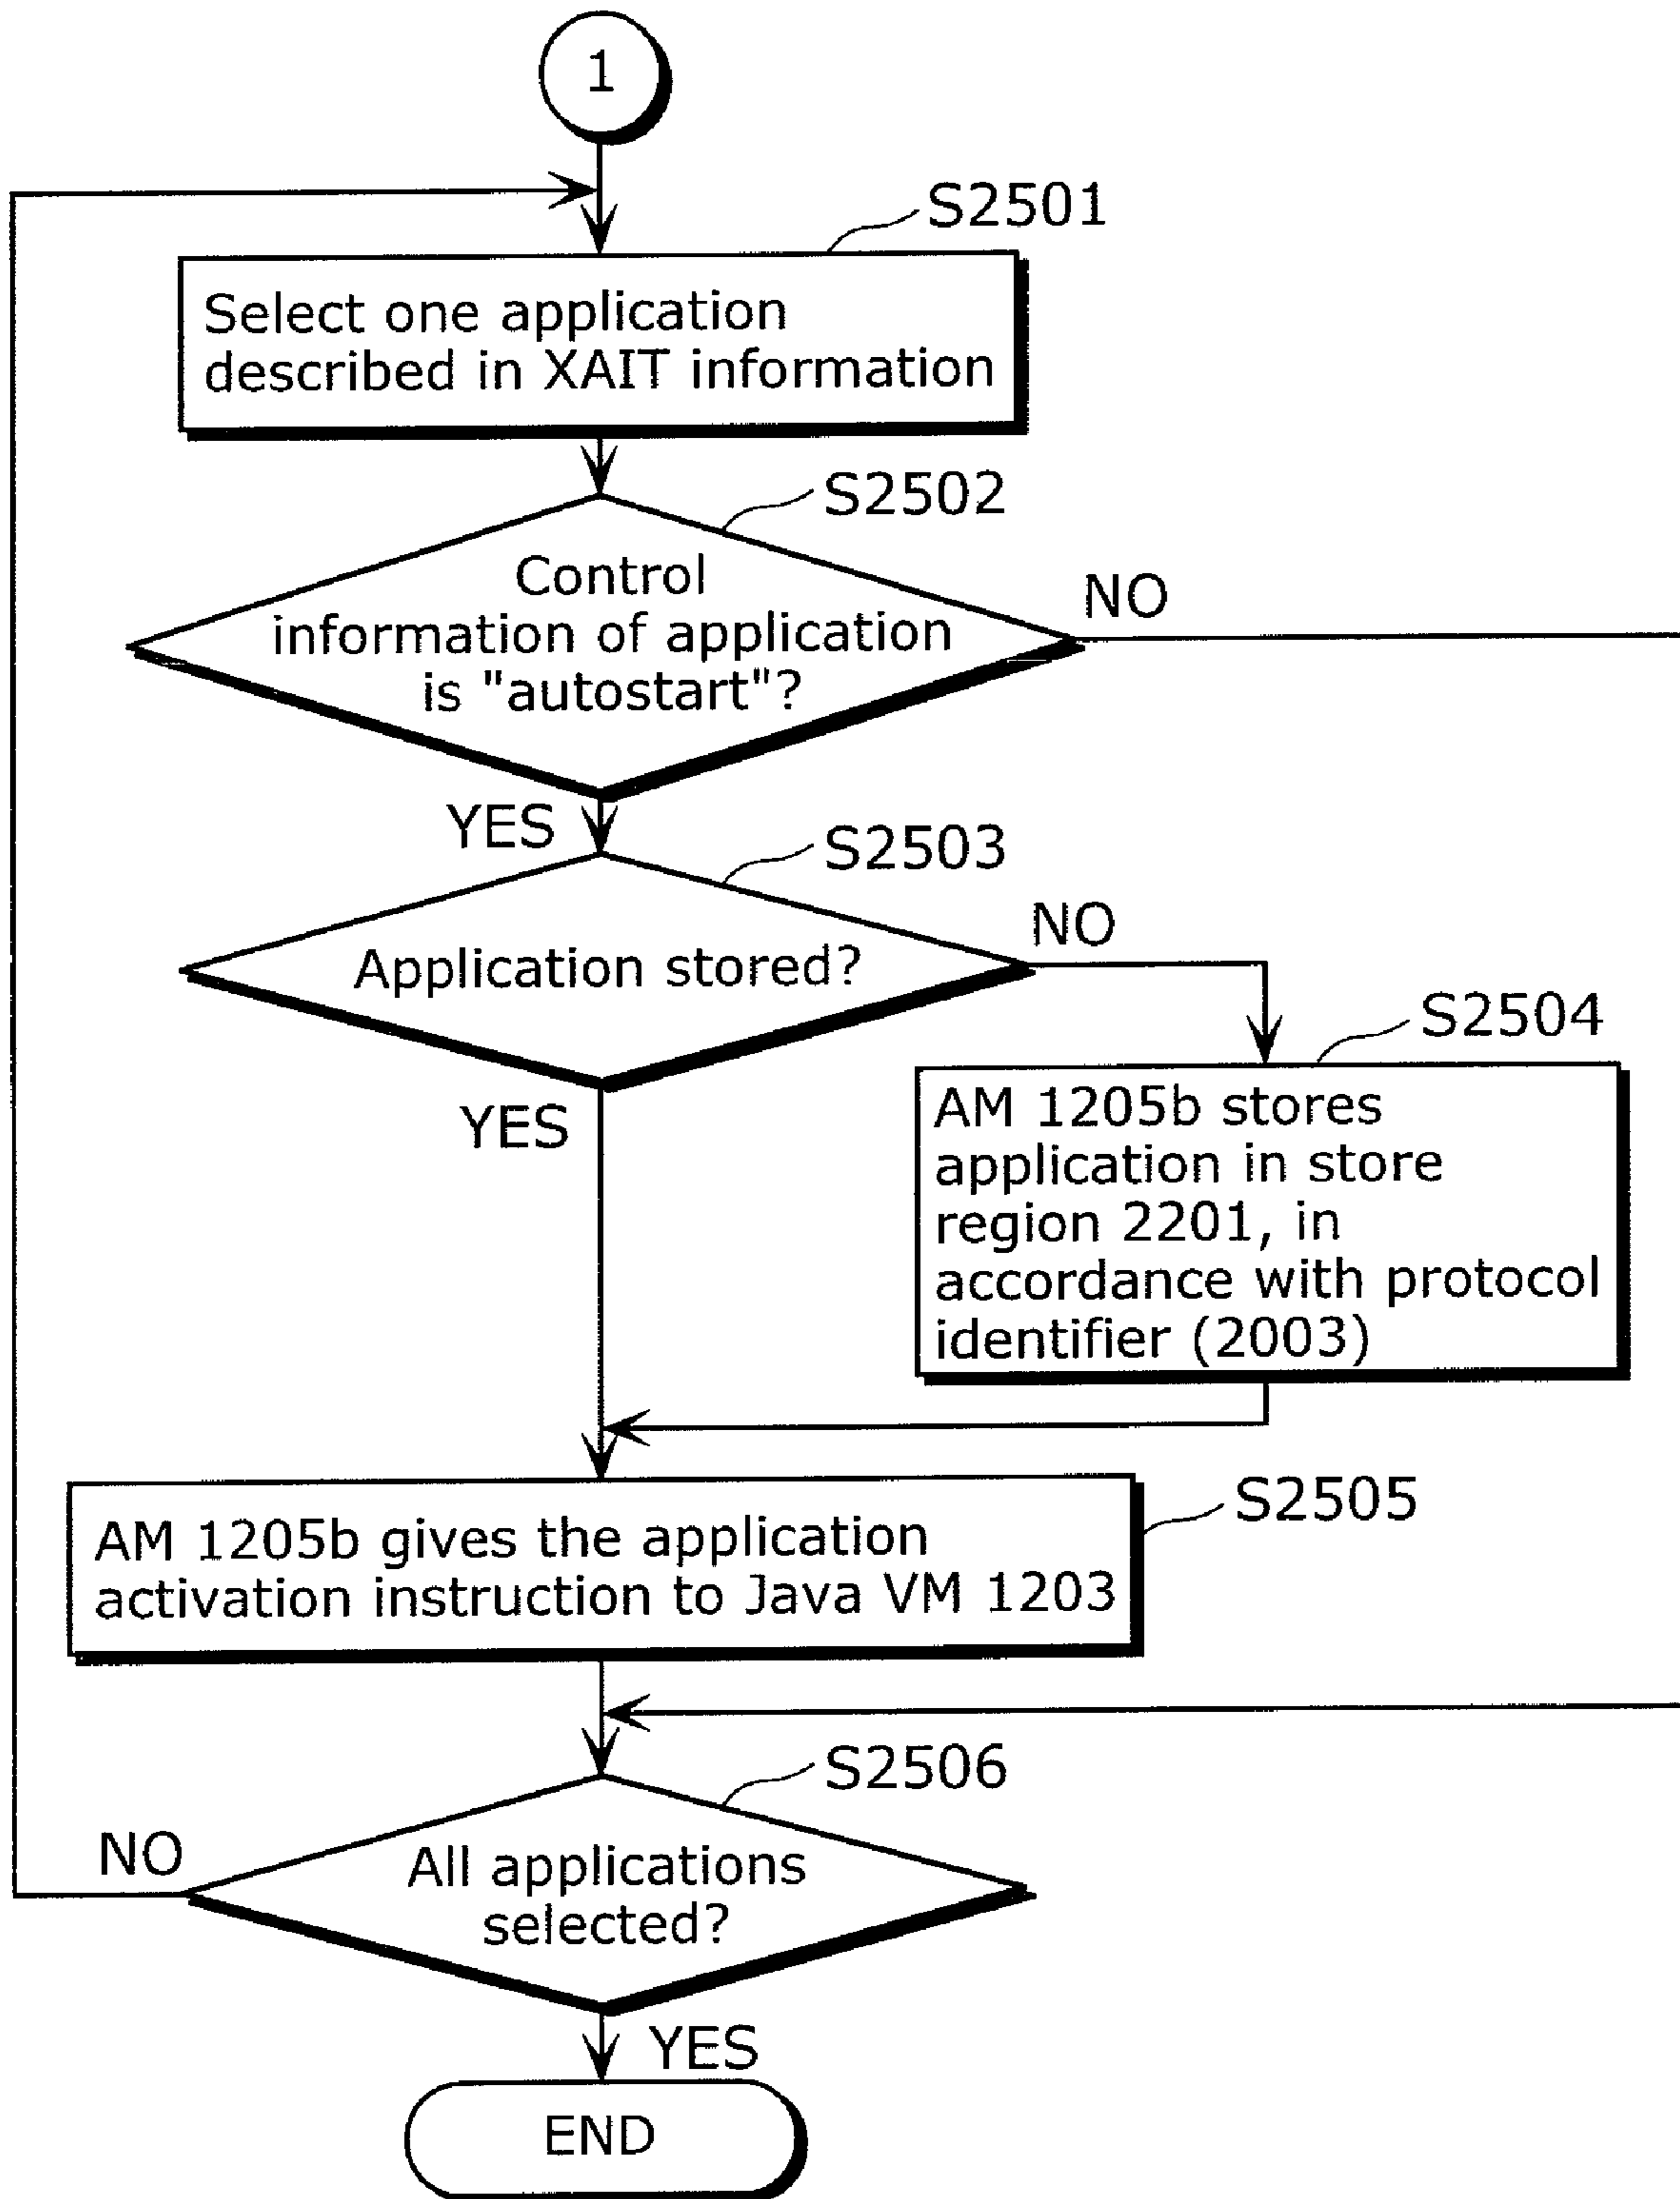 1
S2501
Select one application
described in XAIT information
S2502
Control
information of application
is "autostart"?
NO
YES
S2503
Application stored?
NO
YES
S2504
AM 1205b stores
application in store
region 2201, in
accordance with protocol
identifier (2003)
S2505
AM 1205b gives the application
activation instruction to Java VM 1203
S2506
All applications
selected?
NO
YES
END